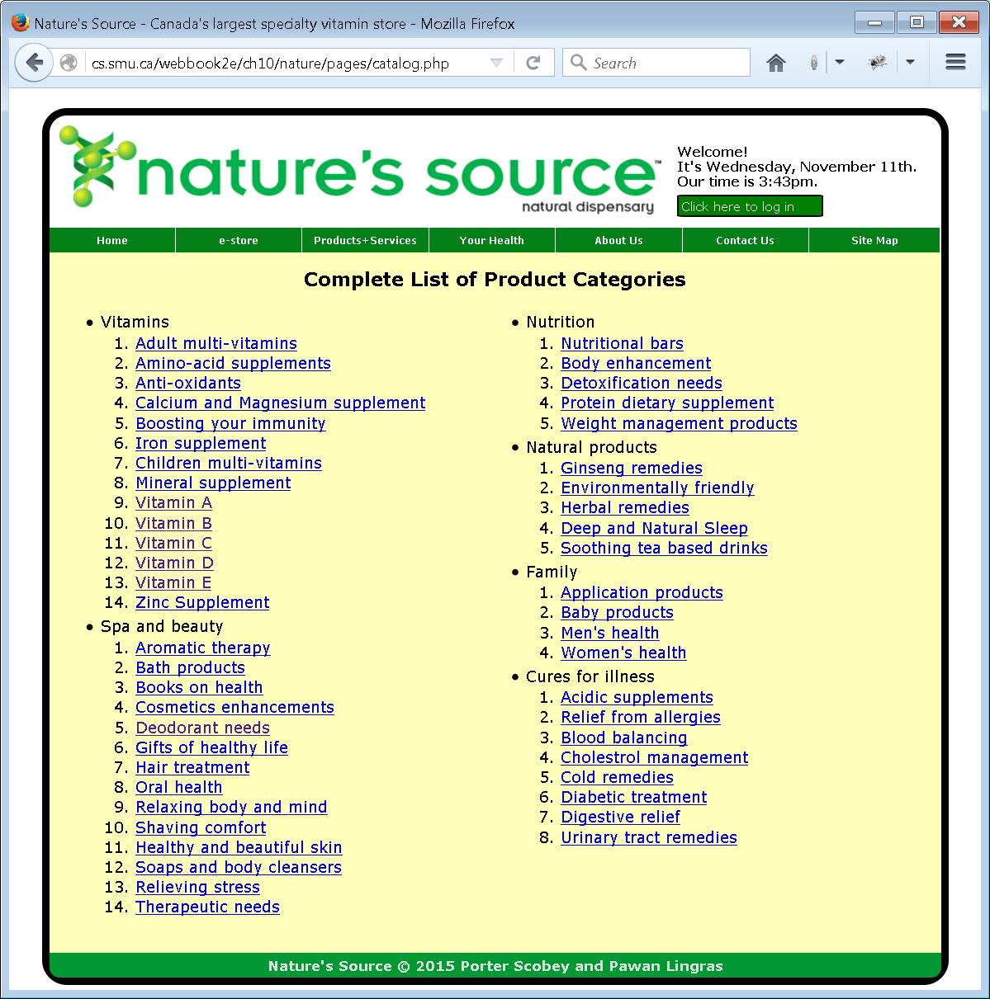 Nature's Source - Canada's largest specialty vitamin store - Mozilla Firefox
cs.smu.ca/webbook2e/ch10/nature/pages/catalog.php
Search
nature's source™
natural dispensary
Welcome!
It's Wednesday, November 11th.
Our time is 3:43pm.
Click here to log in
Home e-store Products+Services Your Health About Us Contact Us Site Map
Complete List of Product Categories
• Vitamins
1. Adult multi-vitamins
2. Amino-acid supplements
3. Anti-oxidants
4. Calcium and Magnesium supplement
5. Boosting your immunity
6. Iron supplement
7. Children multi-vitamins
8. Mineral supplement
9. Vitamin A
10. Vitamin B
11. Vitamin C
12. Vitamin D
13. Vitamin E
14. Zinc Supplement
• Spa and beauty
1. Aromatic therapy
2. Bath products
3. Books on health
4. Cosmetics enhancements
5. Deodorant needs
6. Gifts of healthy life
7. Hair treatment
8. Oral health
9. Relaxing body and mind
10. Shaving comfort
11. Healthy and beautiful skin
12. Soaps and body cleansers
13. Relieving stress
14. Therapeutic needs
• Nutrition
1. Nutritional bars
2. Body enhancement
3. Detoxification needs
4. Protein dietary supplement
5. Weight management products
• Natural products
1. Ginseng remedies
2. Environmentally friendly
3. Herbal remedies
4. Deep and Natural Sleep
5. Soothing tea based drinks
• Family
1. Application products
2. Baby products
3. Men's health
4. Women's health
• Cures for illness
1. Acidic supplements
2. Relief from allergies
3. Blood balancing
4. Cholestrol management
5. Cold remedies
6. Diabetic treatment
7. Digestive relief
8. Urinary tract remedies
Nature's Source © 2015 Porter Scobey and Pawan Lingras